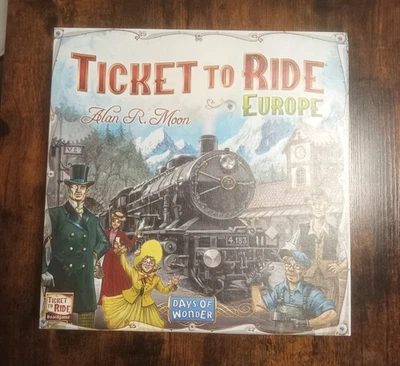 TICKET TO RIDE
EUROPE
Alan R. Moon
4.183
DAYS OF
WONDER
TICKET
TO RIDE